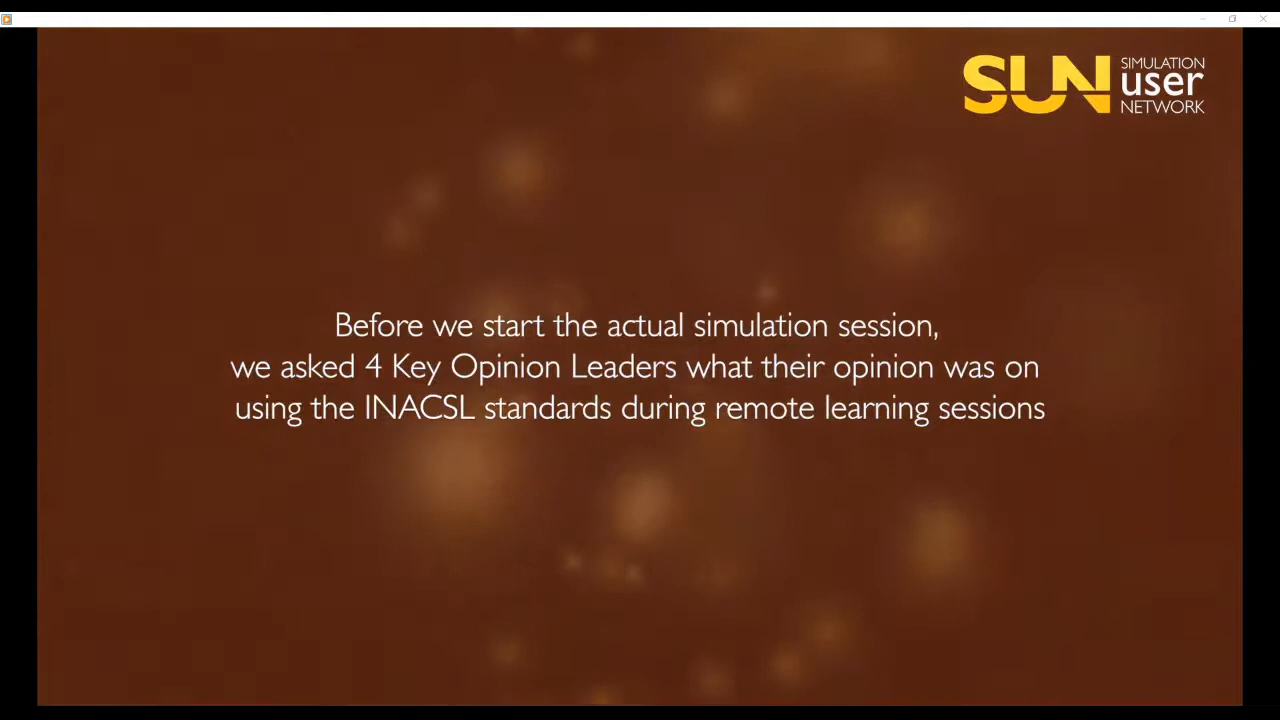 SUN
SIMULATION
user
NETWORK
Before we start the actual simulation session,
we asked 4 Key Opinion Leaders what their opinion was on
using the INACSL standards during remote learning sessions